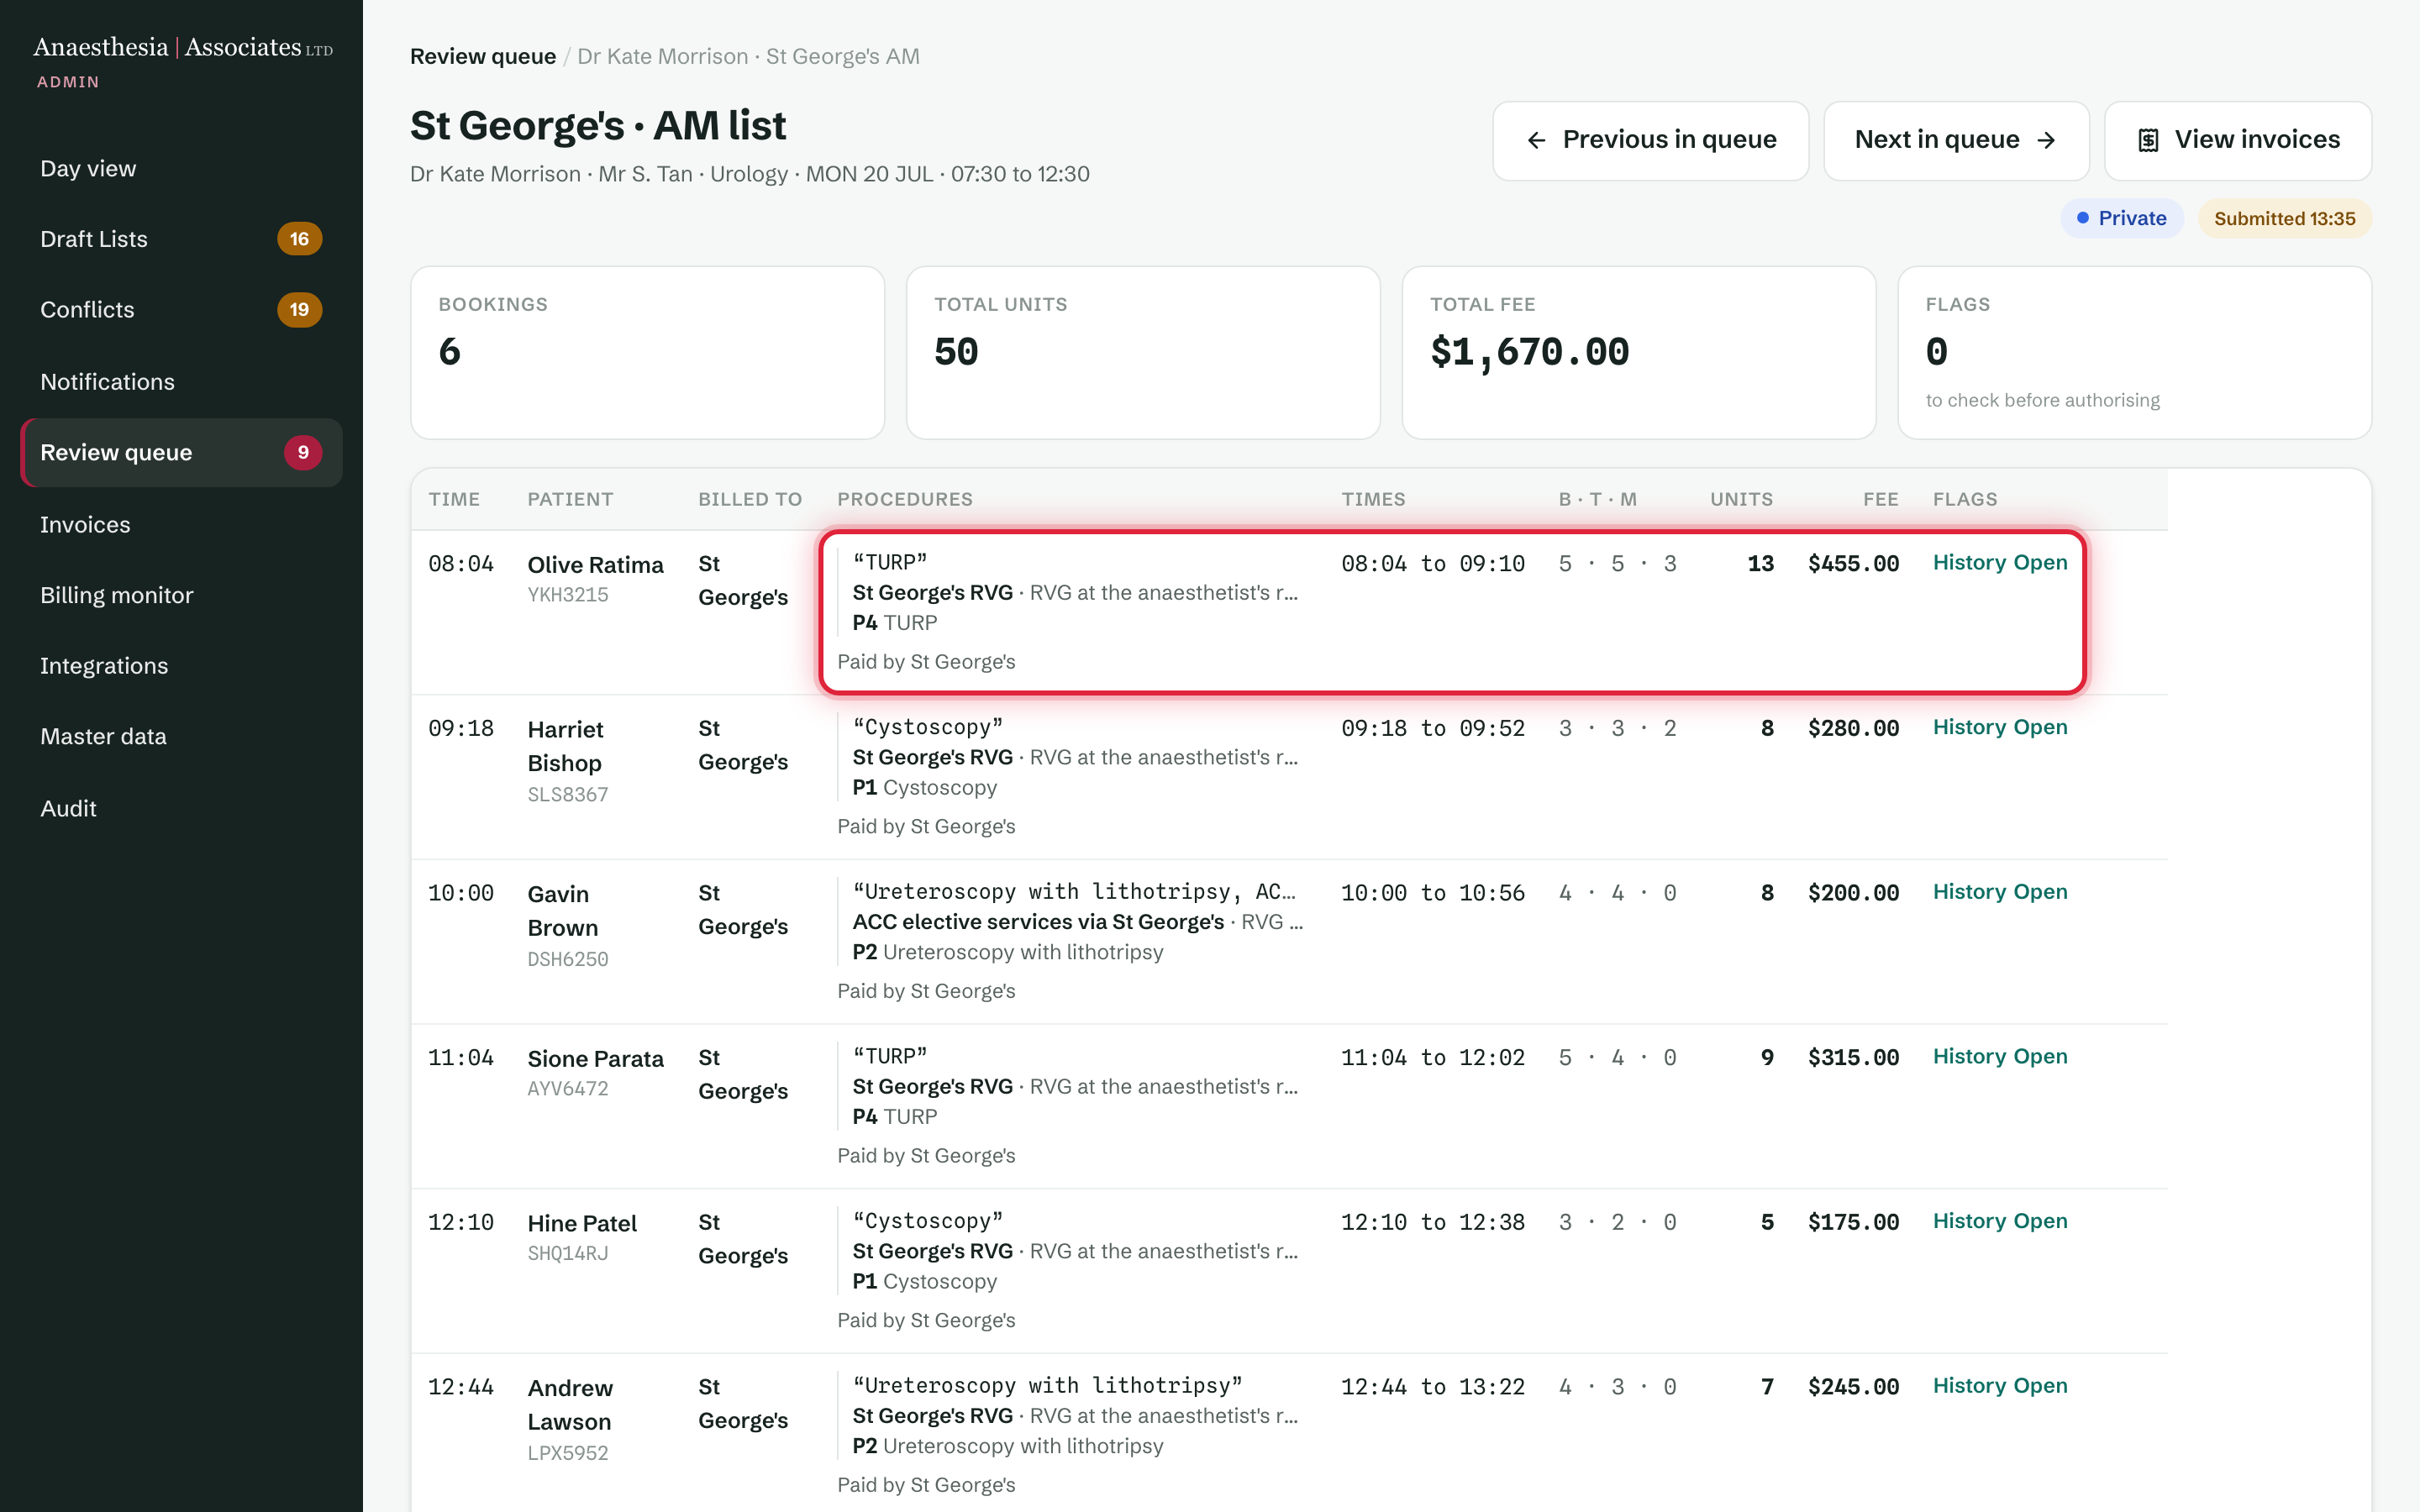 Anaesthesia | Associates LTD
ADMIN
Day view
Draft Lists 16
Conflicts 19
Notifications
Review queue 9
Invoices
Billing monitor
Integrations
Master data
Audit
Review queue / Dr Kate Morrison · St George's AM
St George's · AM list
Dr Kate Morrison · Mr S. Tan · Urology · MON 20 JUL · 07:30 to 12:30
← Previous in queue
Next in queue →
View invoices
Private
Submitted 13:35
BOOKINGS
6
TOTAL UNITS
50
TOTAL FEE
$1,670.00
FLAGS
0
to check before authorising
TIME PATIENT BILLED TO PROCEDURES TIMES B · T · M UNITS FEE FLAGS
08:04 Olive Ratima St “TURP” 08:04 to 09:10 5 · 5 · 3 13 $455.00 History Open
YKH3215 George's St George's RVG · RVG at the anaesthetist's r...
P4 TURP
Paid by St George's
09:18 Harriet St “Cystoscopy” 09:18 to 09:52 3 · 3 · 2 8 $280.00 History Open
Bishop George's St George's RVG · RVG at the anaesthetist's r...
SLS8367 P1 Cystoscopy
Paid by St George's
10:00 Gavin St “Ureteroscopy with lithotripsy, AC... 10:00 to 10:56 4 · 4 · 0 8 $200.00 History Open
Brown George's ACC elective services via St George's · RVG ...
DSH6250 P2 Ureteroscopy with lithotripsy
Paid by St George's
11:04 Sione Parata St “TURP” 11:04 to 12:02 5 · 4 · 0 9 $315.00 History Open
AYV6472 George's St George's RVG · RVG at the anaesthetist's r...
P4 TURP
Paid by St George's
12:10 Hine Patel St “Cystoscopy” 12:10 to 12:38 3 · 2 · 0 5 $175.00 History Open
SHQ14RJ George's St George's RVG · RVG at the anaesthetist's r...
P1 Cystoscopy
Paid by St George's
12:44 Andrew St “Ureteroscopy with lithotripsy” 12:44 to 13:22 4 · 3 · 0 7 $245.00 History Open
Lawson George's St George's RVG · RVG at the anaesthetist's r...
LPX5952 P2 Ureteroscopy with lithotripsy
Paid by St George's